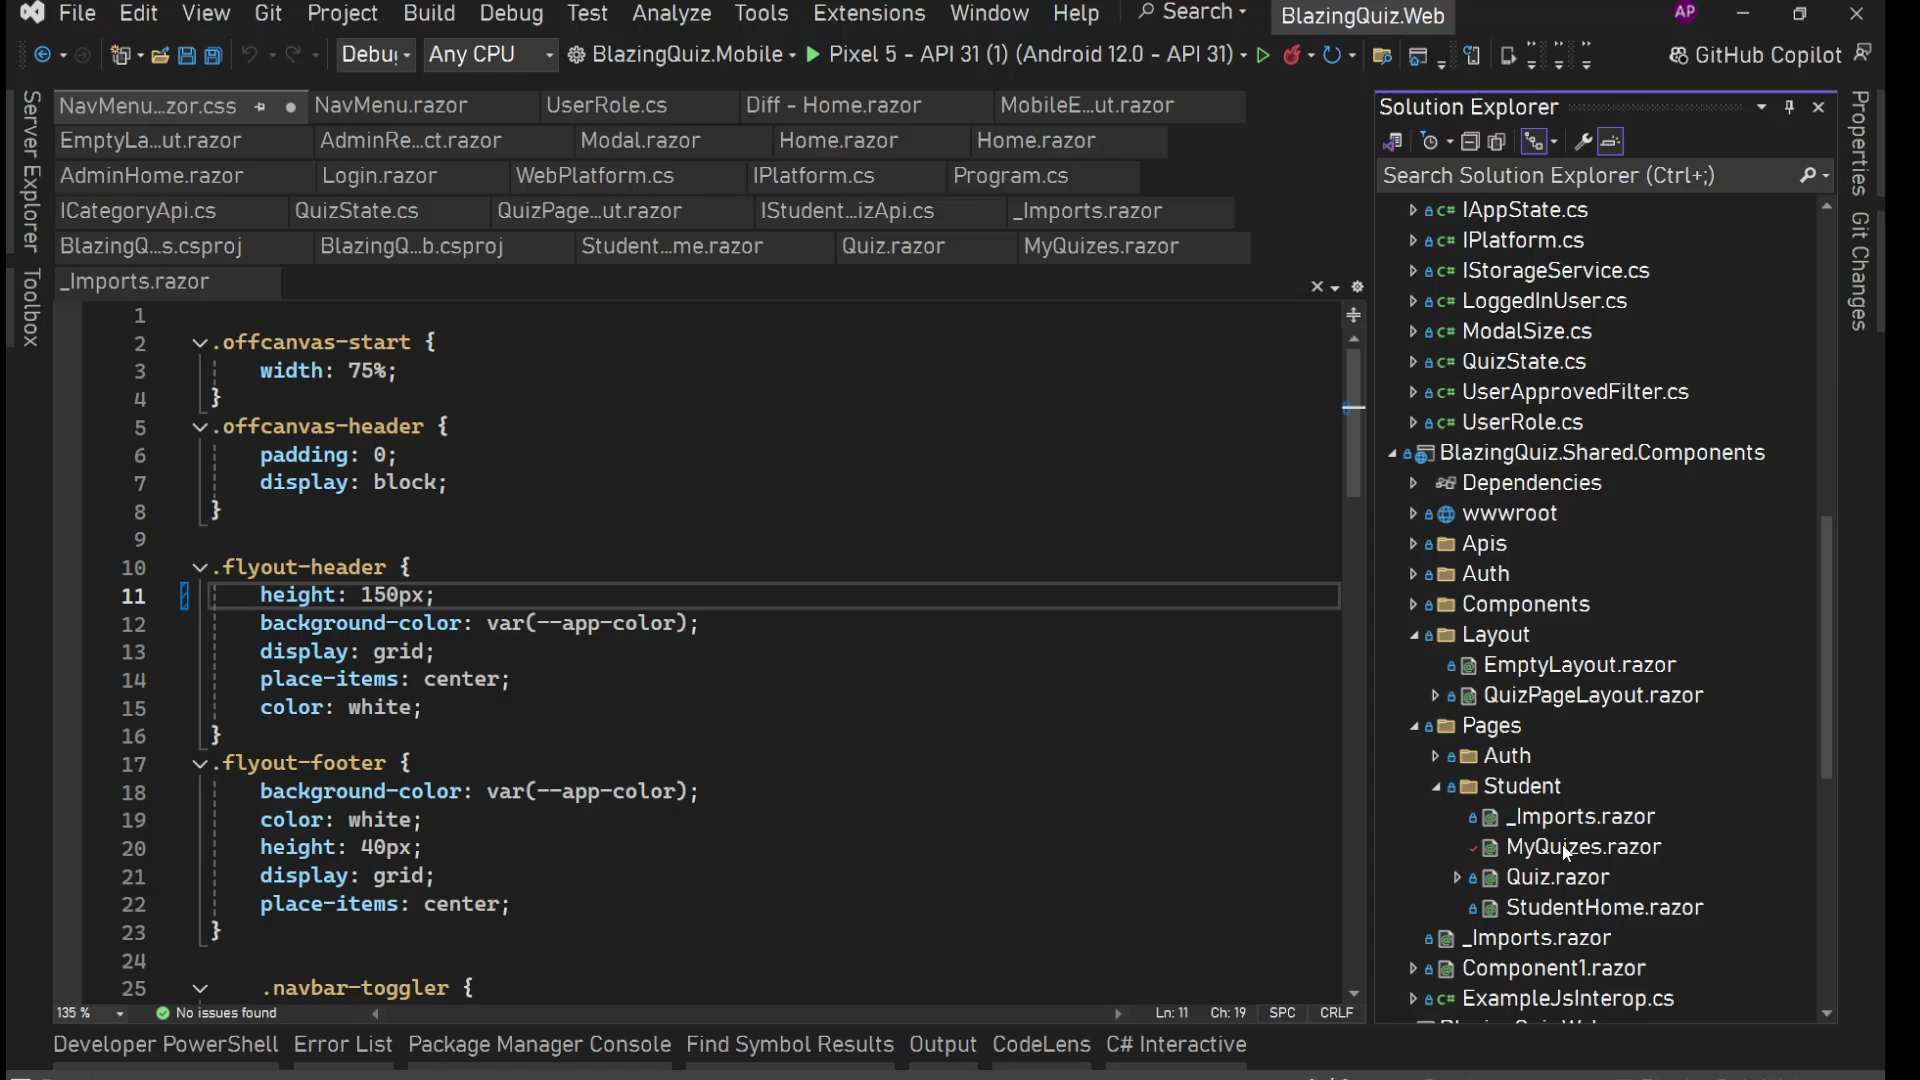 File Edit View Git Project Build Debug Test Analyze Tools Extensions Window Help Search BlazingQuiz.Web AP
Debug Any CPU BlazingQuiz.Mobile Pixel 5 - API 31 (1) (Android 12.0 - API 31) GitHub Copilot
Server Explorer
Toolbox
NavMenu...zor.css NavMenu.razor UserRole.cs Diff - Home.razor MobileE...ut.razor
EmptyLa...ut.razor AdminRe...ct.razor Modal.razor Home.razor Home.razor
AdminHome.razor Login.razor WebPlatform.cs IPlatform.cs Program.cs
ICategoryApi.cs QuizState.cs QuizPage...ut.razor IStudent...izApi.cs _Imports.razor
BlazingQ...s.csproj BlazingQ...b.csproj Student...me.razor Quiz.razor MyQuizes.razor
_Imports.razor
1
2 .offcanvas-start {
3 width: 75%;
4 }
5 .offcanvas-header {
6 padding: 0;
7 display: block;
8 }
9
10 .flyout-header {
11 height: 150px;
12 background-color: var(--app-color);
13 display: grid;
14 place-items: center;
15 color: white;
16 }
17 .flyout-footer {
18 background-color: var(--app-color);
19 color: white;
20 height: 40px;
21 display: grid;
22 place-items: center;
23 }
24
25 .navbar-toggler {
135 % No issues found Ln: 11 Ch: 19 SPC CRLF
Developer PowerShell Error List Package Manager Console Find Symbol Results Output CodeLens C# Interactive
Solution Explorer
Search Solution Explorer (Ctrl+;)
C# IAppState.cs
C# IPlatform.cs
C# IStorageService.cs
C# LoggedInUser.cs
C# ModalSize.cs
C# QuizState.cs
C# UserApprovedFilter.cs
C# UserRole.cs
BlazingQuiz.Shared.Components
Dependencies
wwwroot
Apis
Auth
Components
Layout
EmptyLayout.razor
QuizPageLayout.razor
Pages
Auth
Student
_Imports.razor
MyQuizes.razor
Quiz.razor
StudentHome.razor
_Imports.razor
Component1.razor
C# ExampleJsInterop.cs
Properties
Git Changes